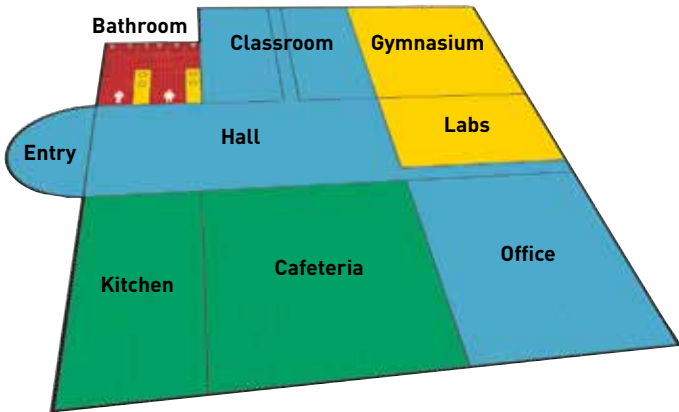 Bathroom
Classroom
Gymnasium
Entry
Hall
Labs
Kitchen
Cafeteria
Office